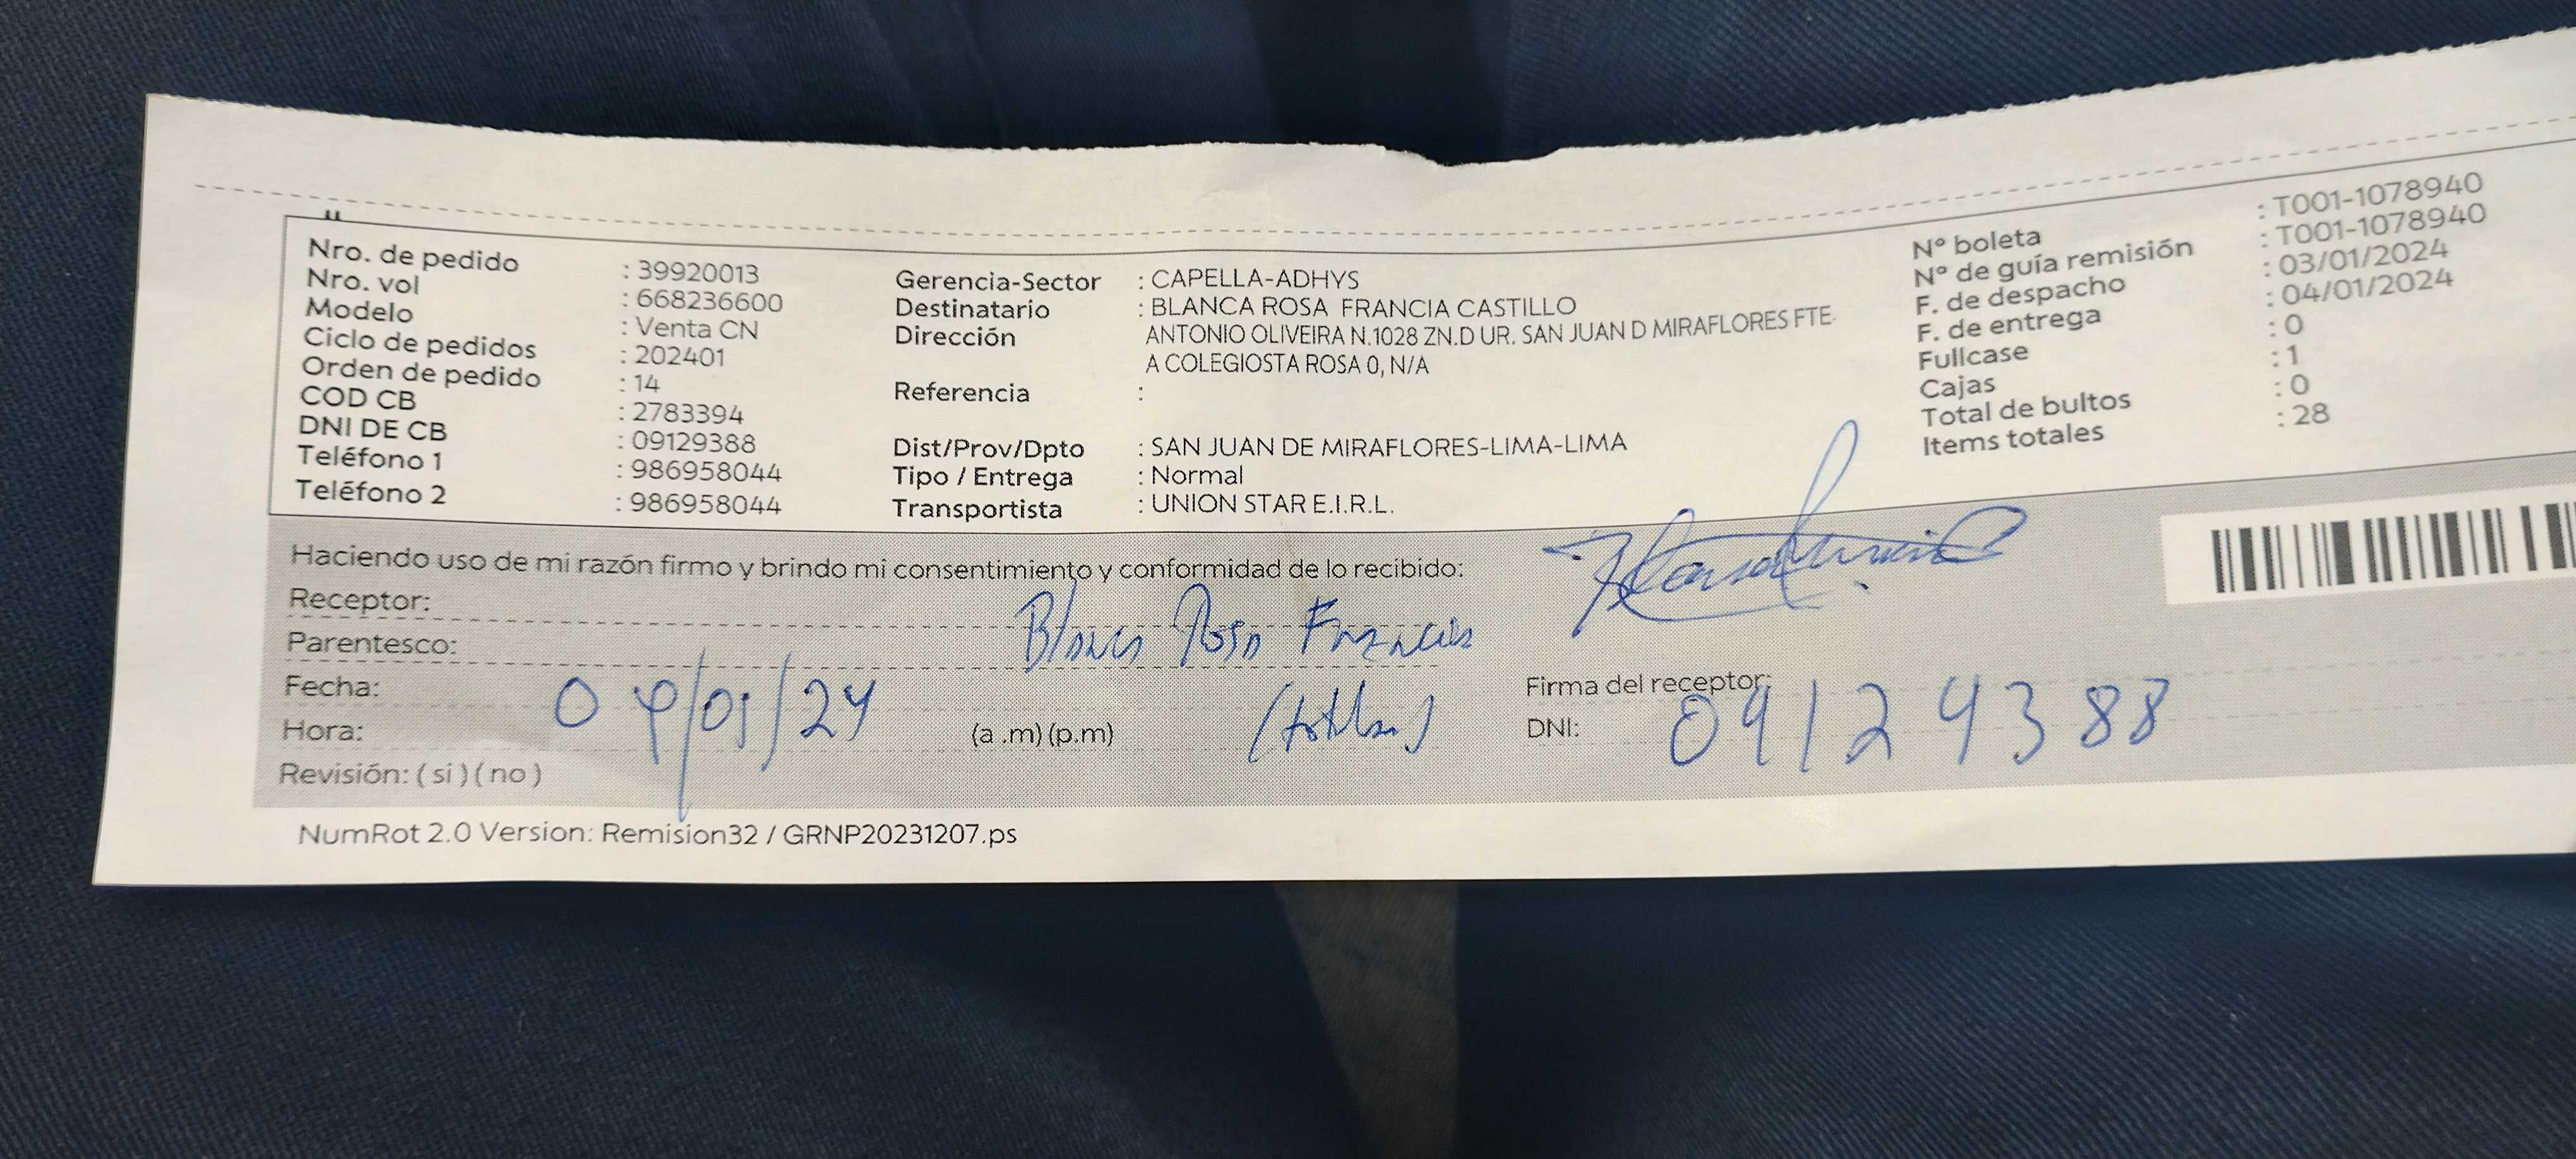 Nro. de pedido : 39920013
Nro. vol : 668236600
Modelo : Venta CN
Ciclo de pedidos : 202401
Orden de pedido : 14
COD CB : 2783394
DNI DE CB : 09129388
Teléfono 1 : 986958044
Teléfono 2 : 986958044
Gerencia-Sector : CAPELLA-ADHYS
Destinatario : BLANCA ROSA FRANCIA CASTILLO
Dirección ANTONIO OLIVEIRA N.1028 ZN.D UR. SAN JUAN D MIRAFLORES FTE.
A COLEGIOSTA ROSA 0, N/A
Referencia :
Dist/Prov/Dpto : SAN JUAN DE MIRAFLORES-LIMA-LIMA
Tipo / Entrega : Normal
Transportista : UNION STAR E.I.R.L.
N° boleta : T001-1078940
N° de guía remisión : T001-1078940
F. de despacho : 03/01/2024
F. de entrega : 04/01/2024
Fullcase : 0
Cajas : 1
Total de bultos : 0
Items totales : 28
Haciendo uso de mi razón firmo y brindo mi consentimiento y conformidad de lo recibido:
Receptor: Blanca Rosa Francia
Parentesco:
Fecha: 04/01/24
Hora: (a .m) (p.m)
Revisión: ( si ) ( no )
Firma del receptor:
DNI: 09129388
NumRot 2.0 Version: Remision32 / GRNP20231207.ps